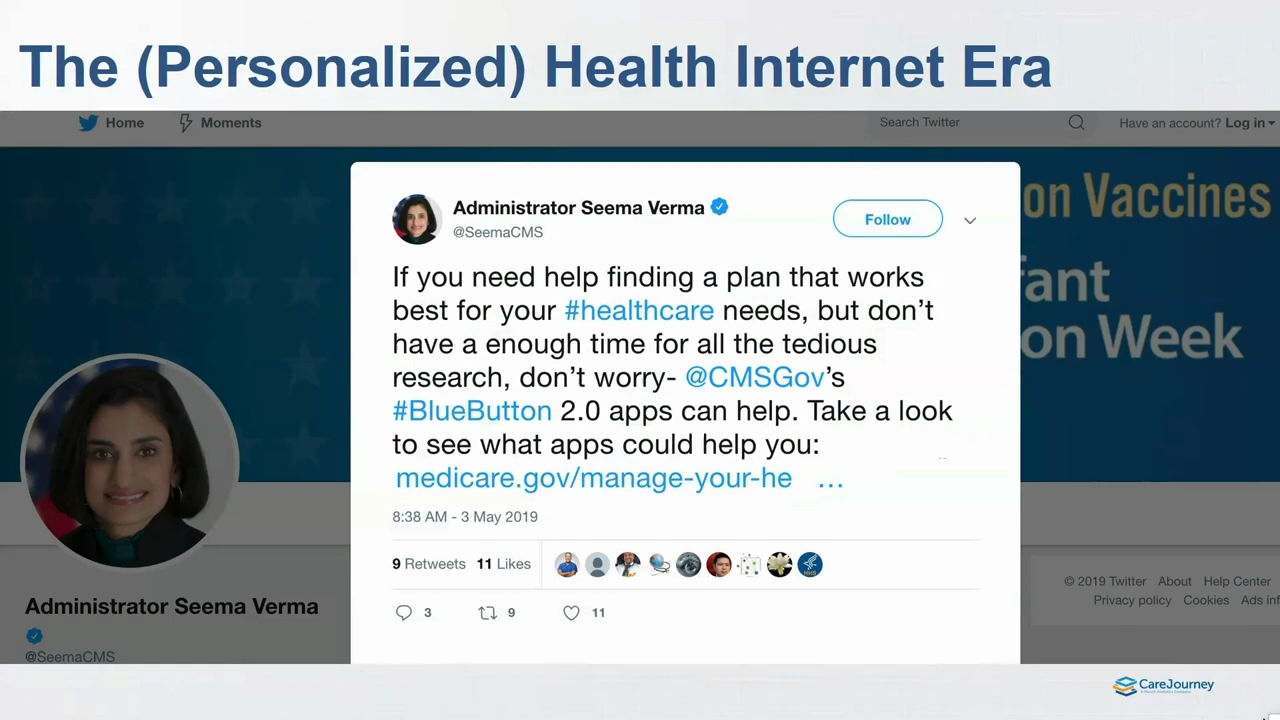 The (Personalized) Health Internet Era
Home Moments
Search Twitter
Have an account? Log in
on Vaccines
fant
on Week
Administrator Seema Verma
@SeemaCMS
Follow
If you need help finding a plan that works
best for your #healthcare needs, but don’t
have a enough time for all the tedious
research, don’t worry- @CMSGov’s
#BlueButton 2.0 apps can help. Take a look
to see what apps could help you:
medicare.gov/manage-your-he …
8:38 AM - 3 May 2019
9 Retweets 11 Likes
3 9 11
Administrator Seema Verma
@SeemaCMS
© 2019 Twitter About Help Center
Privacy policy Cookies Ads inf
CareJourney